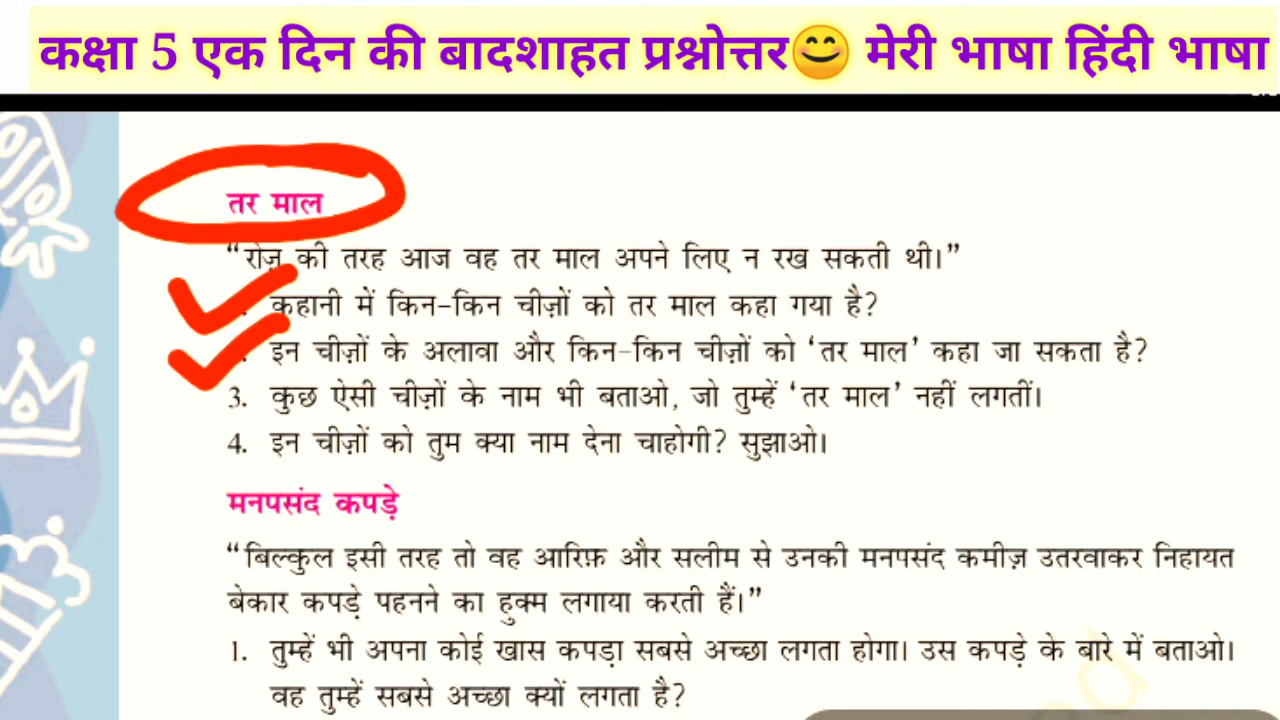 कक्षा 5 एक दिन की बादशाहत प्रश्नोत्तर😊 मेरी भाषा हिंदी भाषा
तर माल
“रोज़ की तरह आज वह तर माल अपने लिए न रख सकती थी।”
कहानी में किन-किन चीज़ों को तर माल कहा गया है?
इन चीज़ों के अलावा और किन-किन चीज़ों को ‘तर माल’ कहा जा सकता है?
3. कुछ ऐसी चीज़ों के नाम भी बताओ, जो तुम्हें ‘तर माल’ नहीं लगतीं।
4. इन चीज़ों को तुम क्या नाम देना चाहोगी? सुझाओ।
मनपसंद कपड़े
“बिल्कुल इसी तरह तो वह आरिफ़ और सलीम से उनकी मनपसंद कमीज़ उतरवाकर निहायत
बेकार कपड़े पहनने का हुक्म लगाया करती हैं।”
1. तुम्हें भी अपना कोई खास कपड़ा सबसे अच्छा लगता होगा। उस कपड़े के बारे में बताओ।
वह तुम्हें सबसे अच्छा क्यों लगता है?